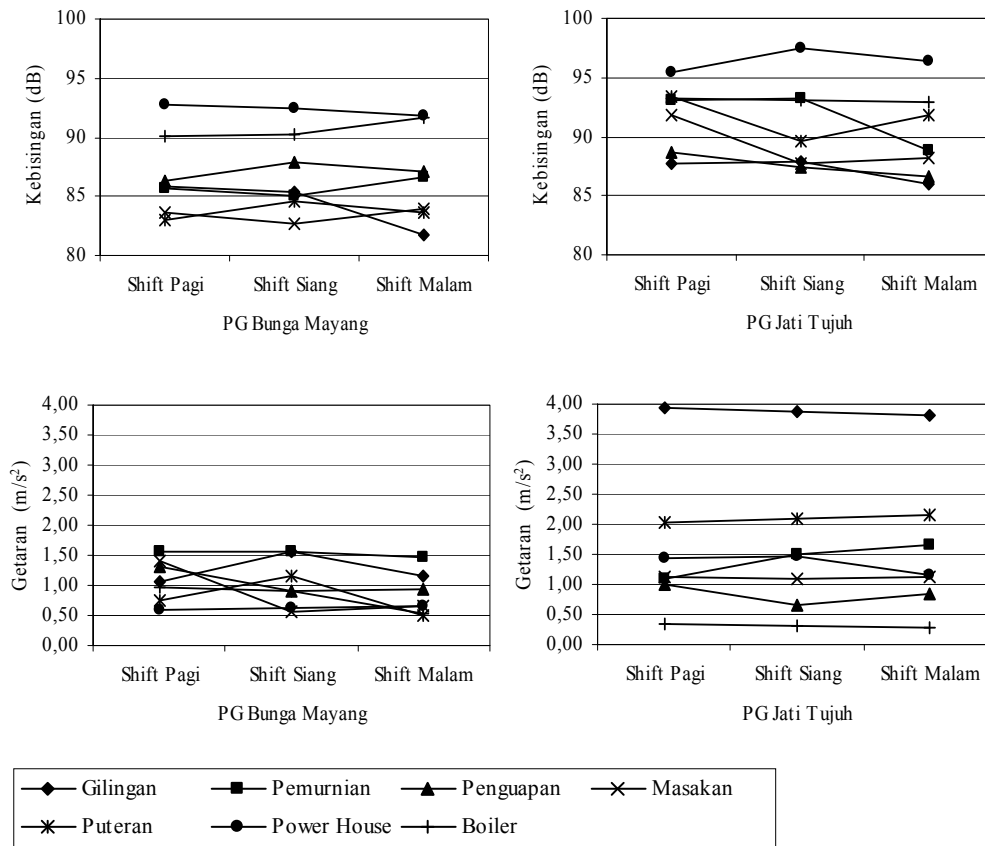 Kebisingan (dB)
100
95
90
85
80
Shift Pagi Shift Siang Shift Malam
PG Bunga Mayang
Kebisingan (dB)
100
95
90
85
80
Shift Pagi Shift Siang Shift Malam
PG Jati Tujuh
Getaran (m/s²)
4,00
3,50
3,00
2,50
2,00
1,50
1,00
0,50
0,00
Shift Pagi Shift Siang Shift Malam
PG Bunga Mayang
Getaran (m/s²)
4,00
3,50
3,00
2,50
2,00
1,50
1,00
0,50
0,00
Shift Pagi Shift Siang Shift Malam
PG Jati Tujuh
Gilingan Pemurnian Penguapan Masakan
Puteran Power House Boiler